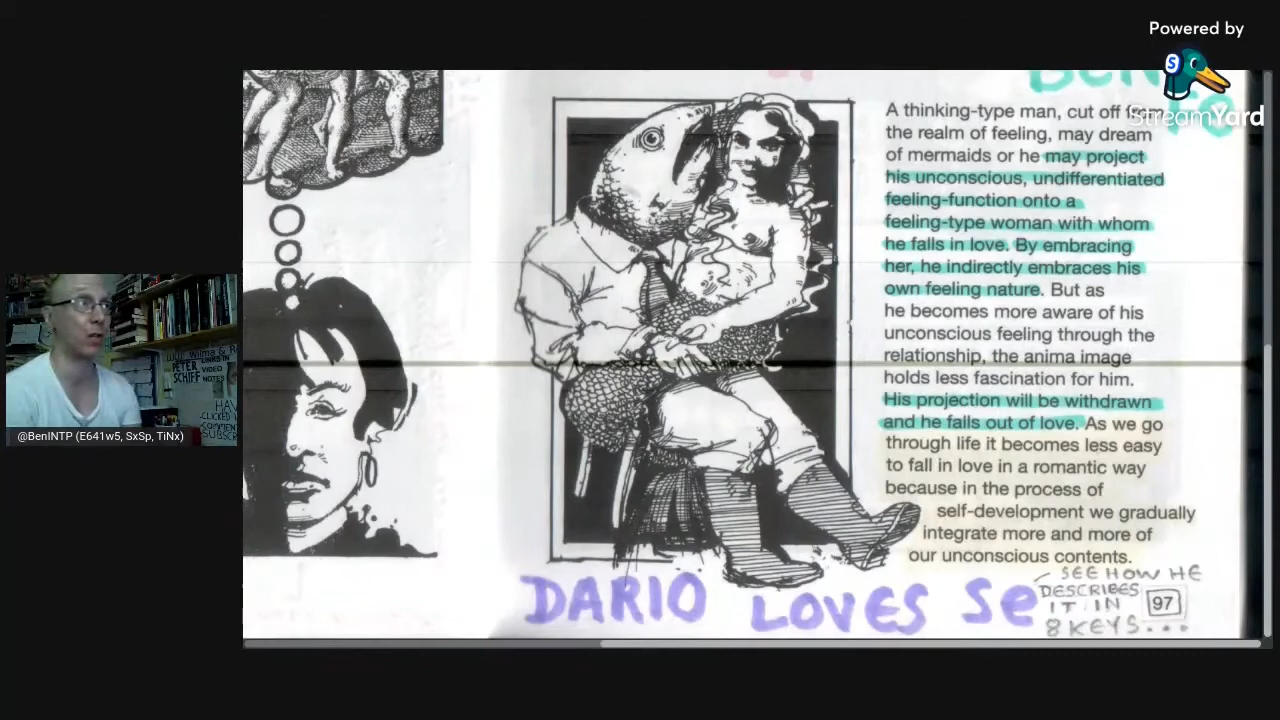 Powered by
StreamYard
A thinking-type man, cut off from
the realm of feeling, may dream
of mermaids or he may project
his unconscious, undifferentiated
feeling-function onto a
feeling-type woman with whom
he falls in love. By embracing
her, he indirectly embraces his
own feeling nature. But as
he becomes more aware of his
unconscious feeling through the
relationship, the anima image
holds less fascination for him.
His projection will be withdrawn
and he falls out of love. As we go
through life it becomes less easy
to fall in love in a romantic way
because in the process of
self-development we gradually
integrate more and more of
our unconscious contents.
DARIO LOVES Se
SEE HOW HE
DESCRIBES
IT IN
8 KEYS...
97
PETER
SCHIFF
LINKS IN
VIDEO
NOTES
@BenINTP (E641w5, SxSp, TiNx)